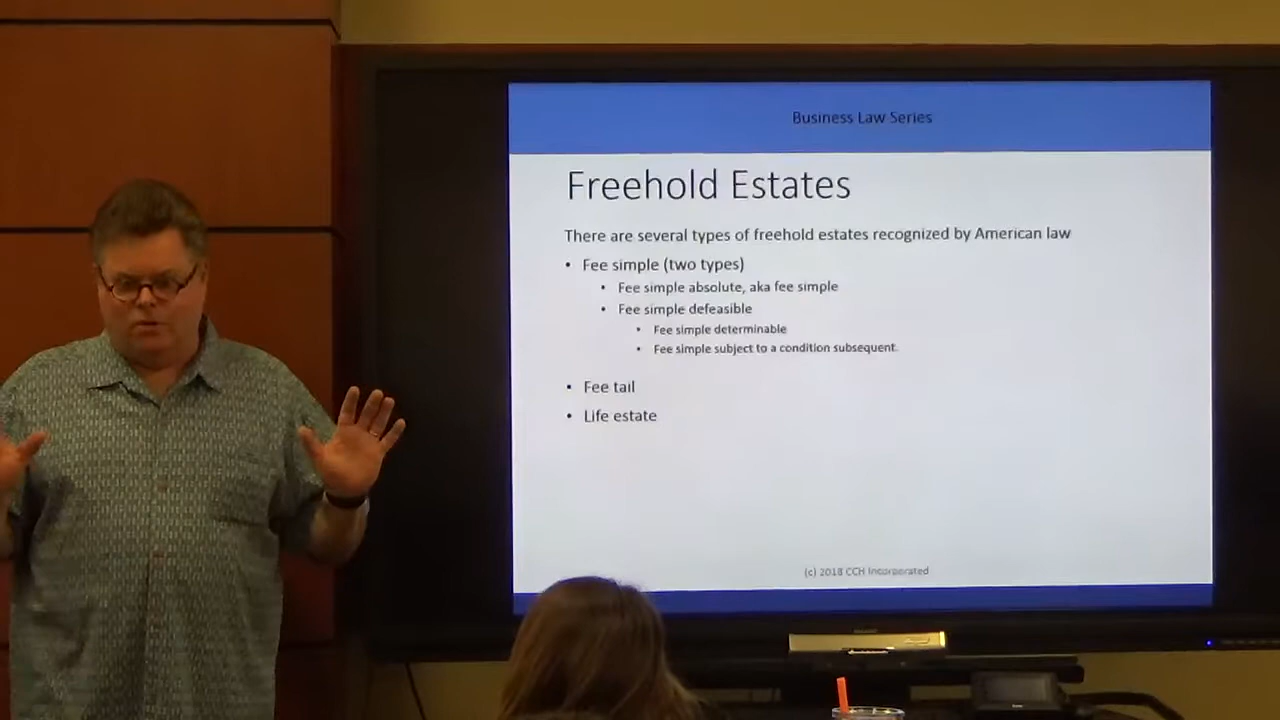 Business Law Series
Freehold Estates
There are several types of freehold estates recognized by American law
• Fee simple (two types)
• Fee simple absolute, aka fee simple
• Fee simple defeasible
• Fee simple determinable
• Fee simple subject to a condition subsequent.
• Fee tail
• Life estate
(c) 2018 CCH Incorporated